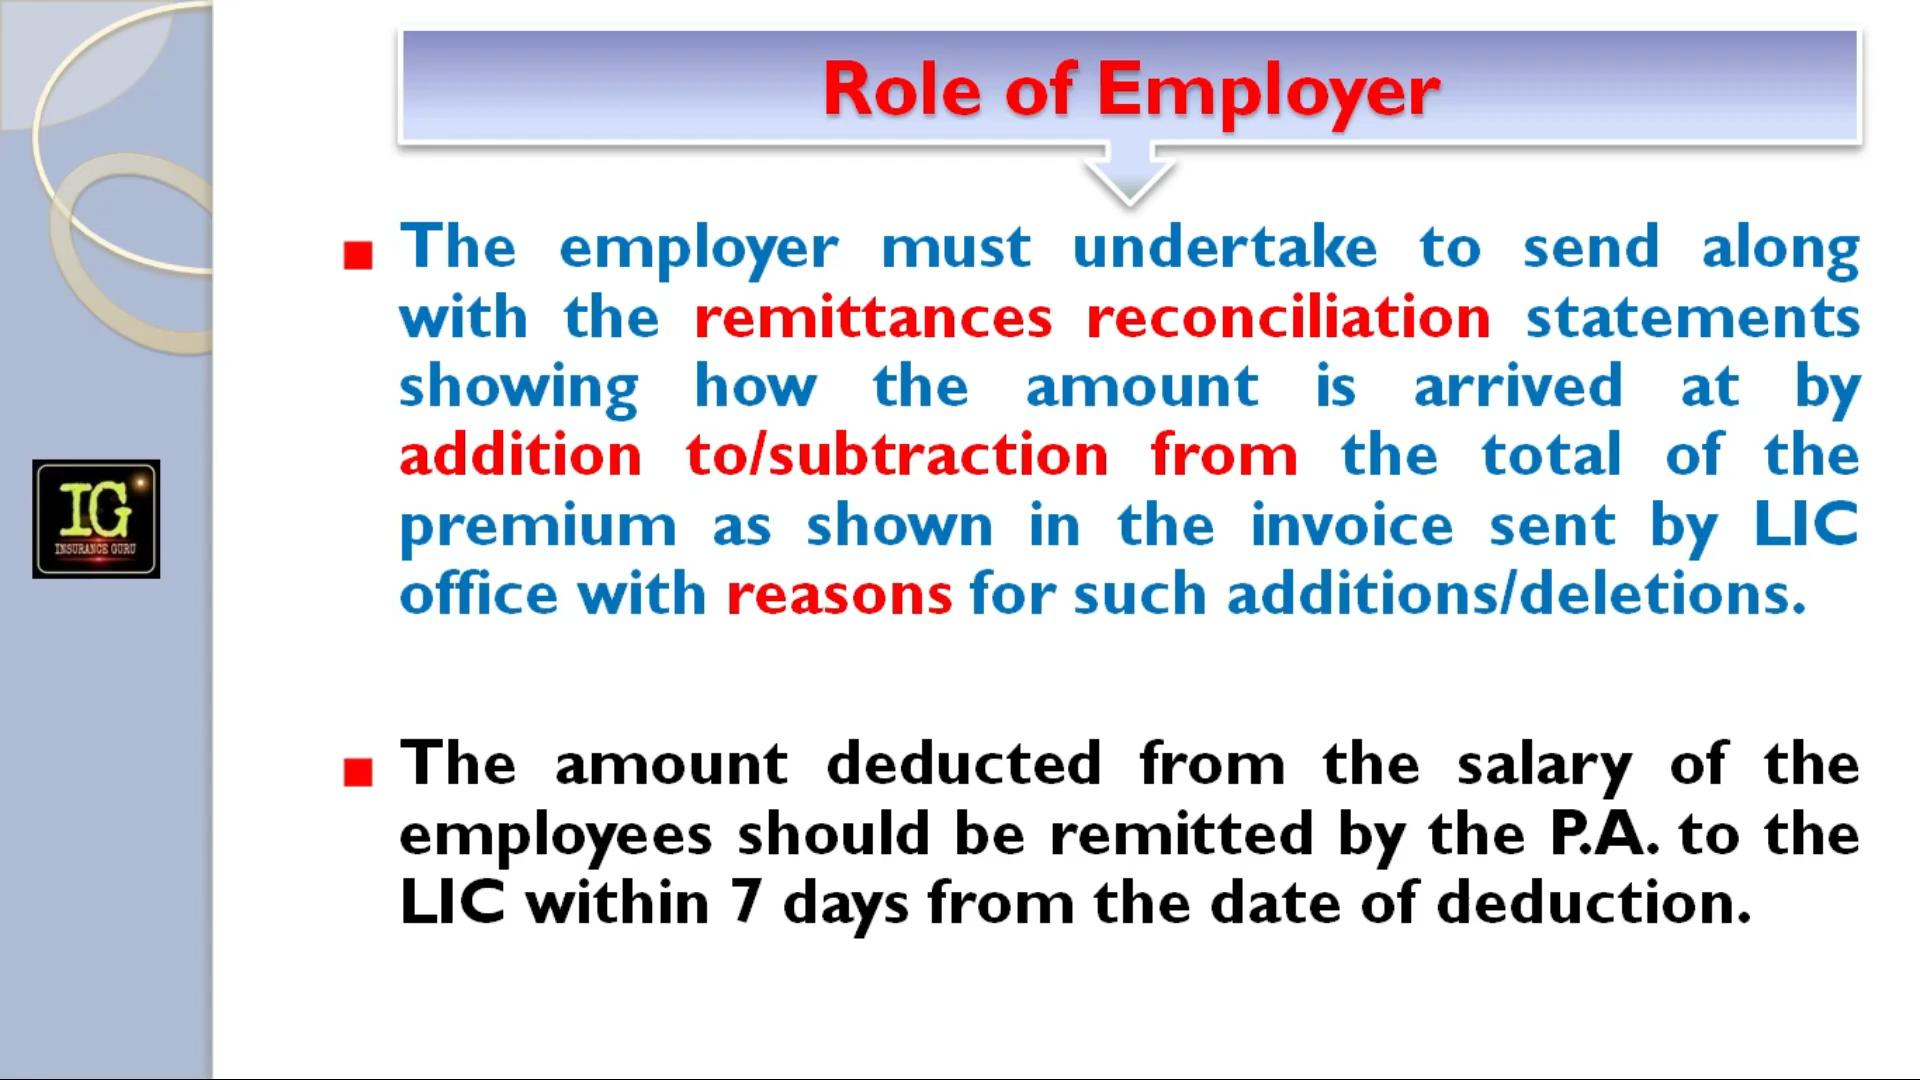 Role of Employer
The employer must undertake to send along
with the remittances reconciliation statements
showing how the amount is arrived at by
addition to/subtraction from the total of the
premium as shown in the invoice sent by LIC
office with reasons for such additions/deletions.
IG
INSURANCE GURU
The amount deducted from the salary of the
employees should be remitted by the P.A. to the
LIC within 7 days from the date of deduction.